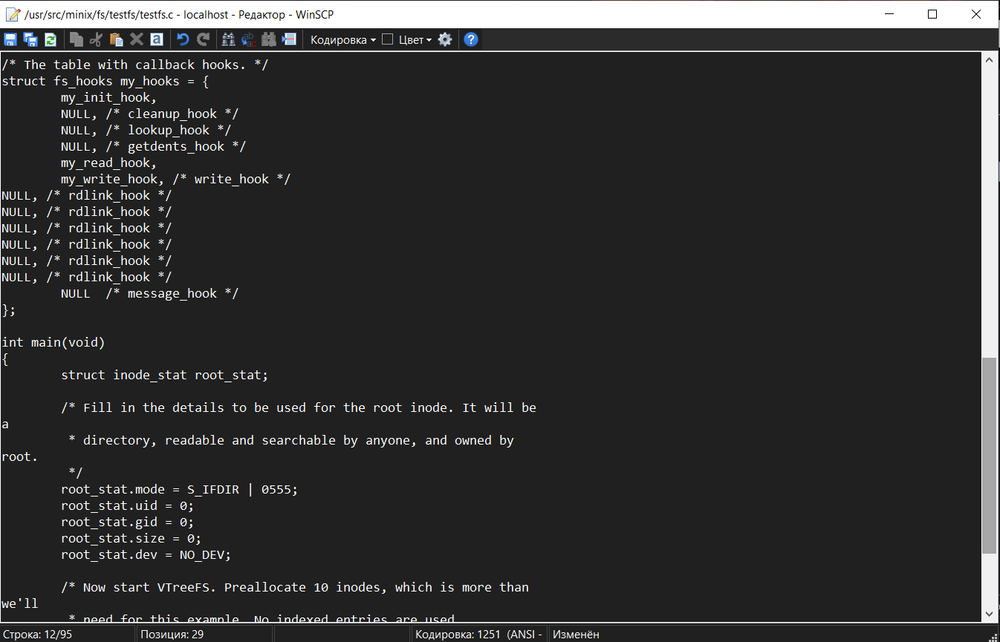 /usr/src/minix/fs/testfs/testfs.c - localhost - Редактор - WinSCP
Кодировка Цвет
/* The table with callback hooks. */
struct fs_hooks my_hooks = {
my_init_hook,
NULL, /* cleanup_hook */
NULL, /* lookup_hook */
NULL, /* getdents_hook */
my_read_hook,
my_write_hook, /* write_hook */
NULL, /* rdlink_hook */
NULL, /* rdlink_hook */
NULL, /* rdlink_hook */
NULL, /* rdlink_hook */
NULL, /* rdlink_hook */
NULL, /* rdlink_hook */
NULL  /* message_hook */
};
int main(void)
{
struct inode_stat root_stat;
/* Fill in the details to be used for the root inode. It will be
a
* directory, readable and searchable by anyone, and owned by
root.
*/
root_stat.mode = S_IFDIR | 0555;
root_stat.uid = 0;
root_stat.gid = 0;
root_stat.size = 0;
root_stat.dev = NO_DEV;
/* Now start VTreeFS. Preallocate 10 inodes, which is more than
we'll
* need for this example. No indexed entries are used.
Строка: 12/95 Позиция: 29 Кодировка: 1251 (ANSI - Изменён